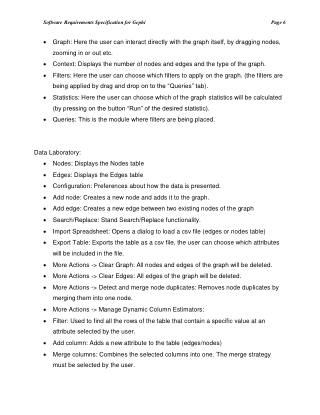 Software Requirements Specification for Gephi Page 6
• Graph: Here the user can interact directly with the graph itself, by dragging nodes,
zooming in or out etc.
• Context: Displays the number of nodes and edges and the type of the graph.
• Filters: Here the user can choose which filters to apply on the graph. (the filters are
being applied by drag and drop on to the "Queries" tab).
• Statistics: Here the user can choose which of the graph statistics will be calculated
(by pressing on the button "Run" of the desired statistic).
• Queries: This is the module where filters are being placed.
Data Laboratory:
• Nodes: Displays the Nodes table
• Edges: Displays the Edges table
• Configuration: Preferences about how the data is presented.
• Add node: Creates a new node and adds it to the graph.
• Add edge: Creates a new edge between two existing nodes of the graph
• Search/Replace: Stand Search/Replace functionality.
• Import Spreadsheet: Opens a dialog to load a csv file (edges or nodes table)
• Export Table: Exports the table as a csv file, the user can choose which attributes
will be included in the file.
• More Actions -> Clear Graph: All nodes and edges of the graph will be deleted.
• More Actions -> Clear Edges: All edges of the graph will be deleted.
• More Actions -> Detect and merge node duplicates: Removes node duplicates by
merging them into one node.
• More Actions -> Manage Dynamic Column Estimators:
• Filter: Used to find all the rows of the table that contain a specific value at an
attribute selected by the user.
• Add column: Adds a new attribute to the table (edges/nodes)
• Merge columns: Combines the selected columns into one. The merge strategy
must be selected by the user.